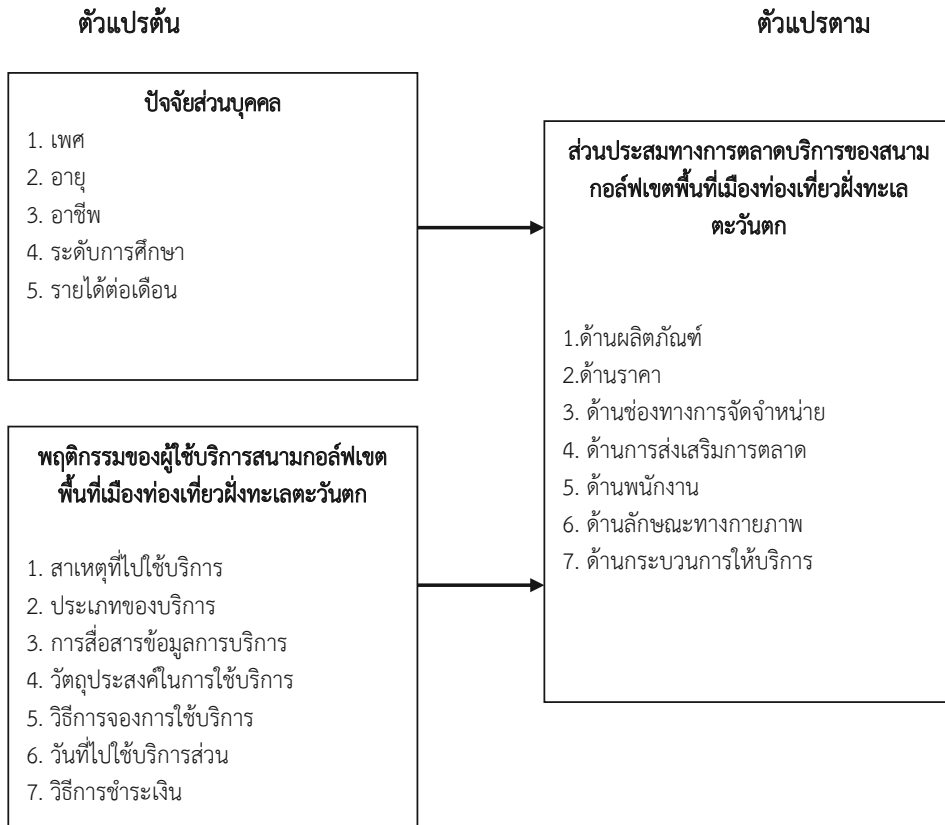 ตัวแปรต้น
ตัวแปรตาม
ปัจจัยส่วนบุคคล
1. เพศ
2. อายุ
3. อาชีพ
4. ระดับการศึกษา
5. รายได้ต่อเดือน
พฤติกรรมของผู้ใช้บริการสนามกอล์ฟเขต
พื้นที่เมืองท่องเที่ยวฝั่งทะเลตะวันตก
1. สาเหตุที่ไปใช้บริการ
2. ประเภทของบริการ
3. การสื่อสารข้อมูลการบริการ
4. วัตถุประสงค์ในการใช้บริการ
5. วิธีการจองการใช้บริการ
6. วันที่ไปใช้บริการส่วน
7. วิธีการชำระเงิน
ส่วนประสมทางการตลาดบริการของสนาม
กอล์ฟเขตพื้นที่เมืองท่องเที่ยวฝั่งทะเล
ตะวันตก
1.ด้านผลิตภัณฑ์
2.ด้านราคา
3. ด้านช่องทางการจัดจำหน่าย
4. ด้านการส่งเสริมการตลาด
5. ด้านพนักงาน
6. ด้านลักษณะทางกายภาพ
7. ด้านกระบวนการให้บริการ